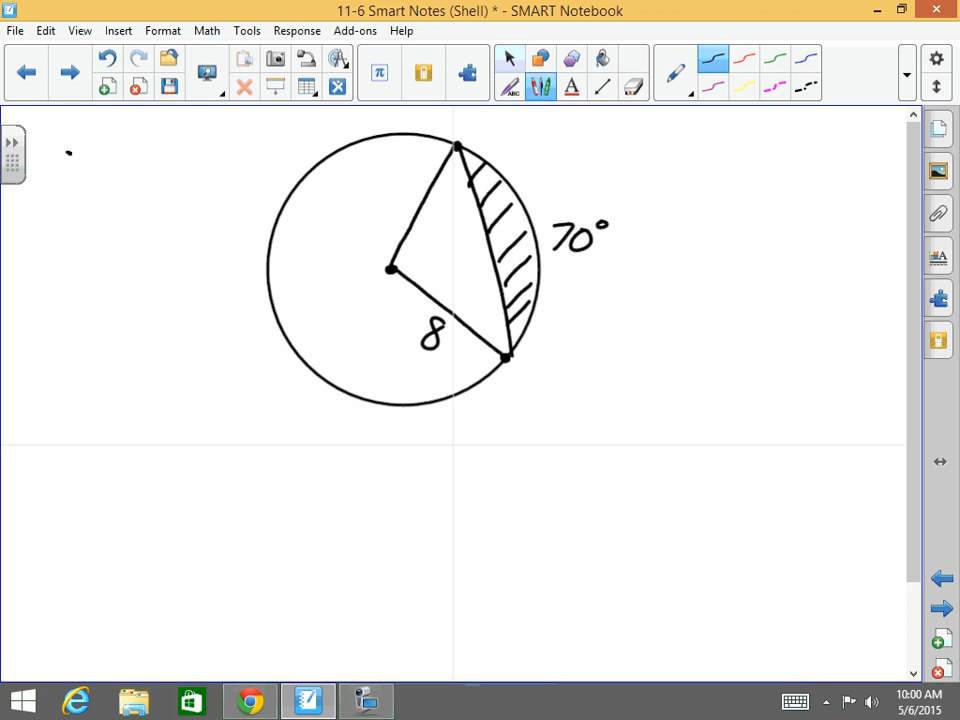 11-6 Smart Notes (Shell) * - SMART Notebook
File Edit View Insert Format Math Tools Response Add-ons Help
70°
8
10:00 AM
5/6/2015